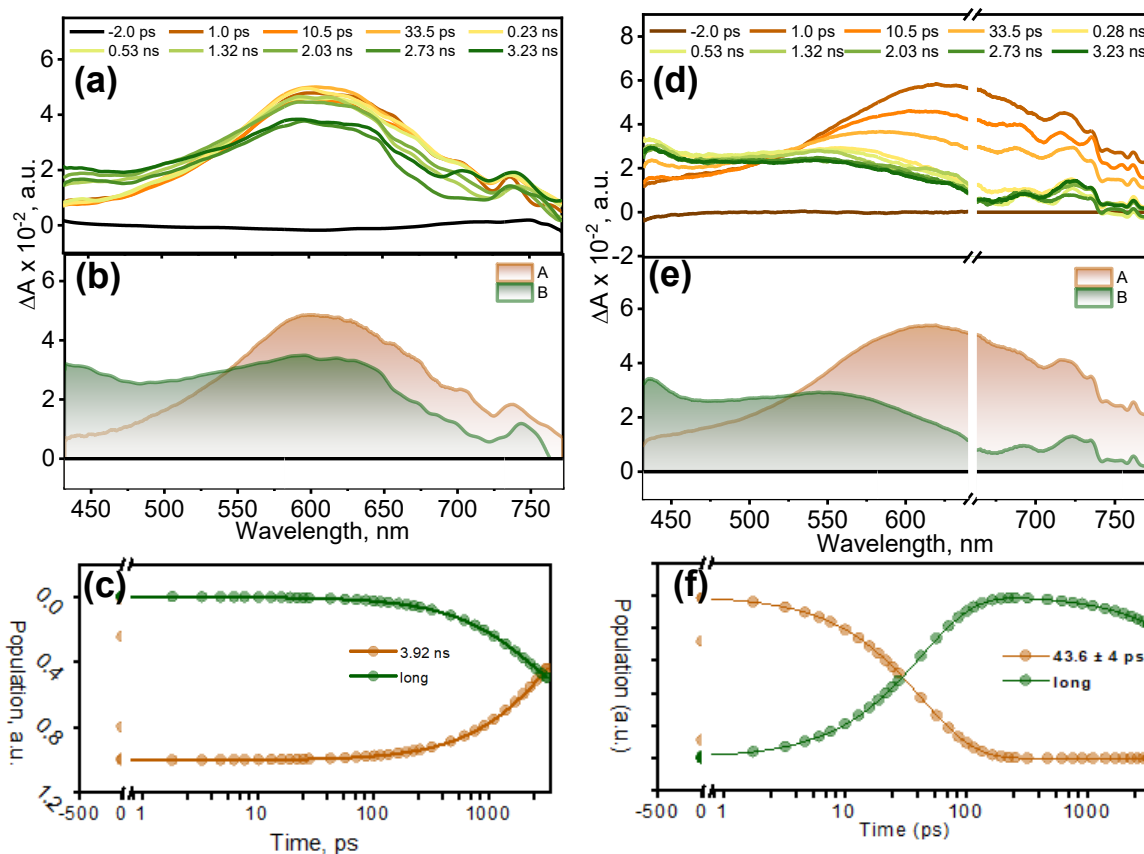 -2.0 ps 1.0 ps 10.5 ps 33.5 ps 0.23 ns
0.53 ns 1.32 ns 2.03 ns 2.73 ns 3.23 ns
(a)
6
4
2
0
(b)
A
B
6
4
2
0
ΔA x 10-2, a.u.
450 500 550 600 650 700 750
Wavelength, nm
(c)
0.0
0.4
0.8
1.2
Population, a.u.
3.92 ns
long
-500 0 1 10 100 1000
Time, ps
-2.0 ps 1.0 ps 10.5 ps 33.5 ps 0.28 ns
0.53 ns 1.32 ns 2.03 ns 2.73 ns 3.23 ns
(d)
8
6
4
2
0
-2
(e)
A
B
6
4
2
0
ΔA x 10-2, a.u.
450 500 550 600 700 750
Wavelength, nm
(f)
Population (a.u.)
43.6 ± 4 ps
long
-500 0 1 10 100 1000
Time (ps)